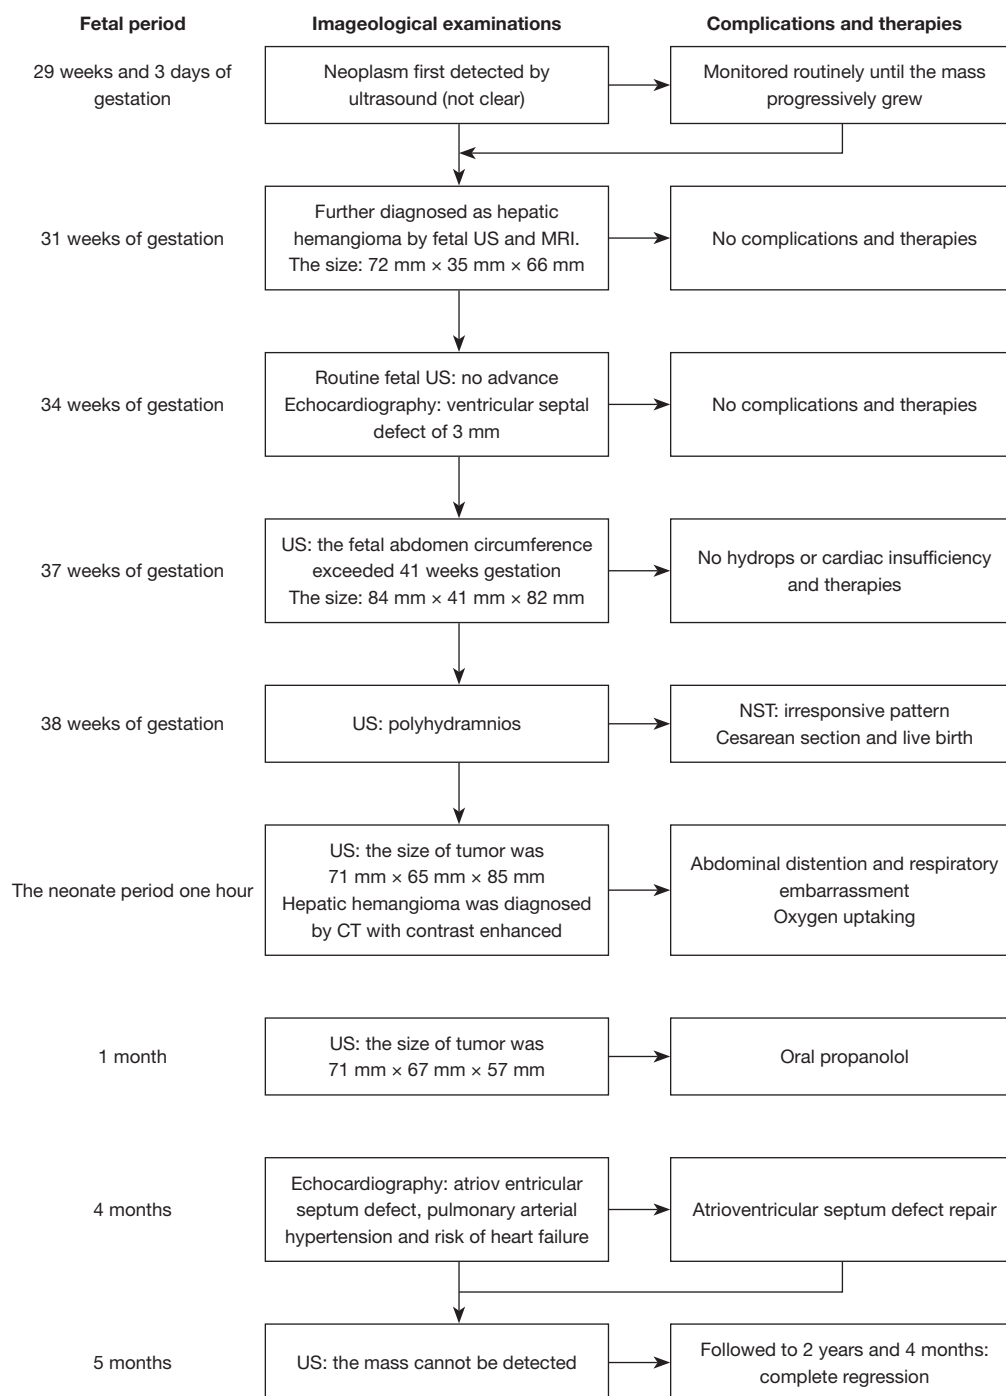 Fetal period
Imageological examinations
Complications and therapies
29 weeks and 3 days of
gestation
Neoplasm first detected by
ultrasound (not clear)
Monitored routinely until the mass
progressively grew
31 weeks of gestation
Further diagnosed as hepatic
hemangioma by fetal US and MRI.
The size: 72 mm × 35 mm × 66 mm
No complications and therapies
34 weeks of gestation
Routine fetal US: no advance
Echocardiography: ventricular septal
defect of 3 mm
No complications and therapies
37 weeks of gestation
US: the fetal abdomen circumference
exceeded 41 weeks gestation
The size: 84 mm × 41 mm × 82 mm
No hydrops or cardiac insufficiency
and therapies
38 weeks of gestation
US: polyhydramnios
NST: irresponsive pattern
Cesarean section and live birth
The neonate period one hour
US: the size of tumor was
71 mm × 65 mm × 85 mm
Hepatic hemangioma was diagnosed
by CT with contrast enhanced
Abdominal distention and respiratory
embarrassment
Oxygen uptaking
1 month
US: the size of tumor was
71 mm × 67 mm × 57 mm
Oral propanolol
4 months
Echocardiography: atriov entricular
septum defect, pulmonary arterial
hypertension and risk of heart failure
Atrioventricular septum defect repair
5 months
US: the mass cannot be detected
Followed to 2 years and 4 months:
complete regression